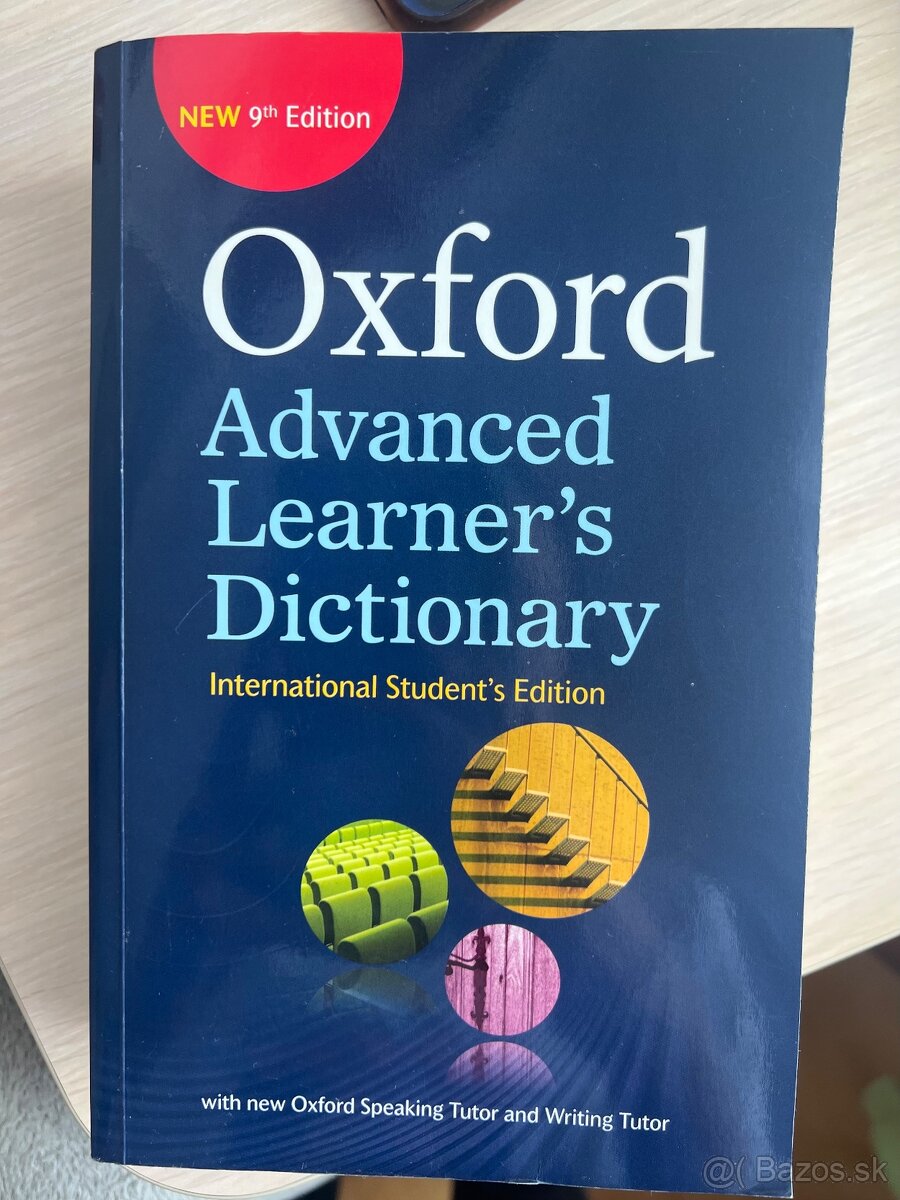 NEW 9th Edition
Oxford
Advanced
Learner's
Dictionary
International Student's Edition
with new Oxford Speaking Tutor and Writing Tutor
@( Bazos.sk